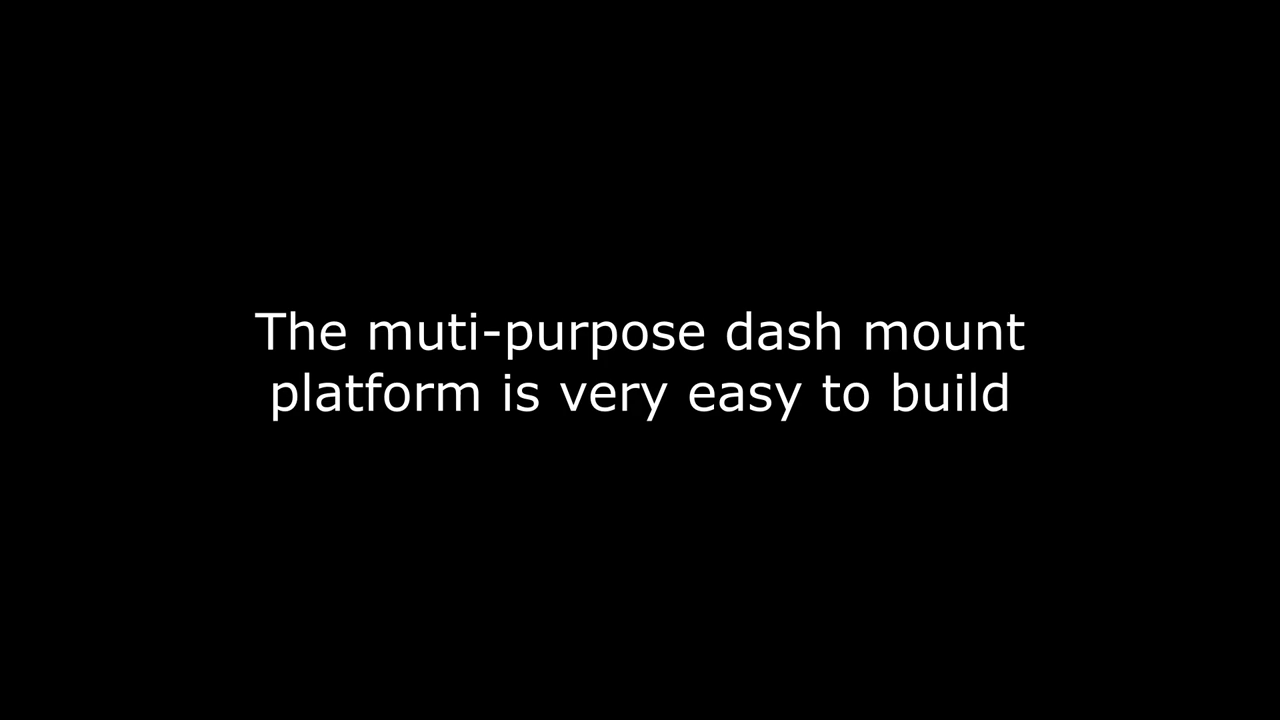 The muti-purpose dash mount
platform is very easy to build